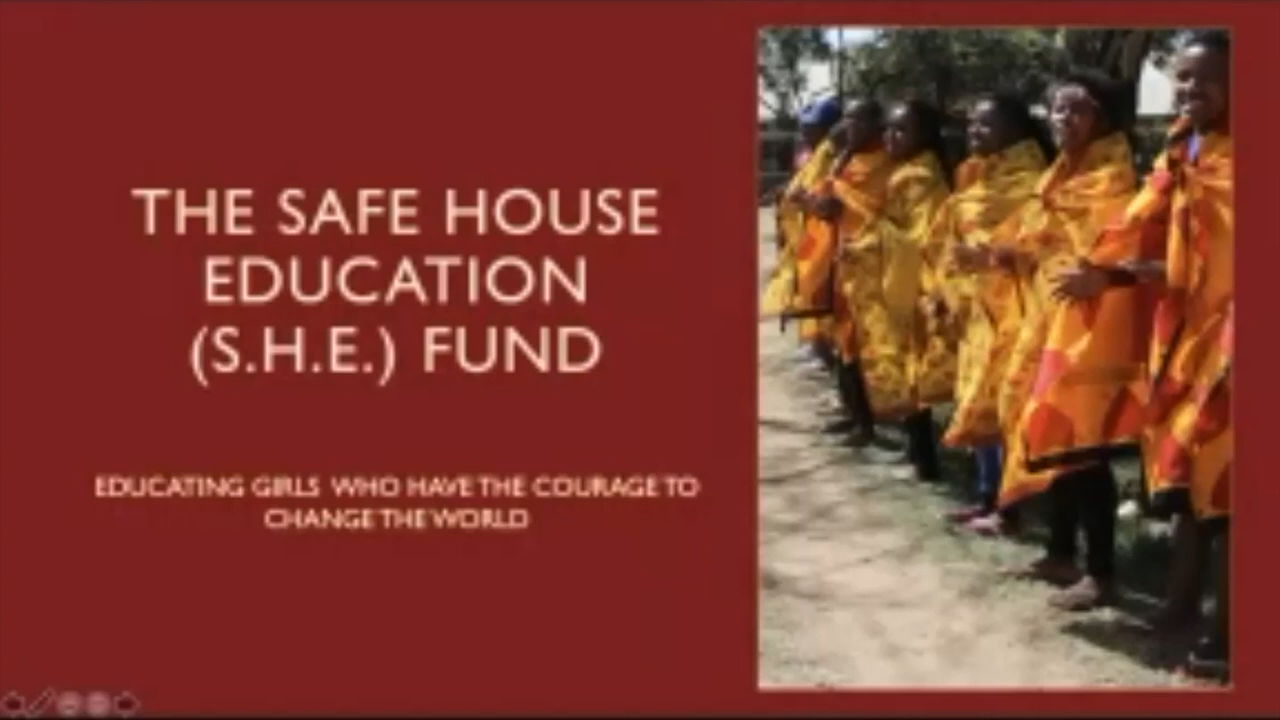 THE SAFE HOUSE
EDUCATION
(S.H.E.) FUND
EDUCATING GIRLS WHO HAVE THE COURAGE TO
CHANGE THE WORLD